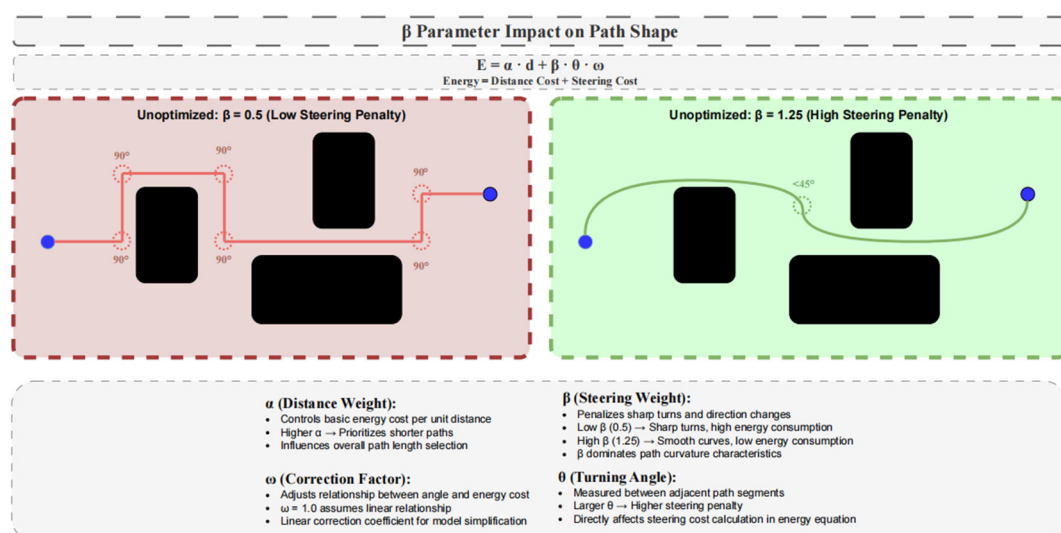 β Parameter Impact on Path Shape
E = α · d + β · θ · ω
Energy = Distance Cost + Steering Cost
Unoptimized: β = 0.5 (Low Steering Penalty)
90°
90°
90°
90°
90°
90°
Unoptimized: β = 1.25 (High Steering Penalty)
<45°
α (Distance Weight):
• Controls basic energy cost per unit distance
• Higher α → Prioritizes shorter paths
• Influences overall path length selection
β (Steering Weight):
• Penalizes sharp turns and direction changes
• Low β (0.5) → Sharp turns, high energy consumption
• High β (1.25) → Smooth curves, low energy consumption
• β dominates path curvature characteristics
ω (Correction Factor):
• Adjusts relationship between angle and energy cost
• ω = 1.0 assumes linear relationship
• Linear correction coefficient for model simplification
θ (Turning Angle):
• Measured between adjacent path segments
• Larger θ → Higher steering penalty
• Directly affects steering cost calculation in energy equation